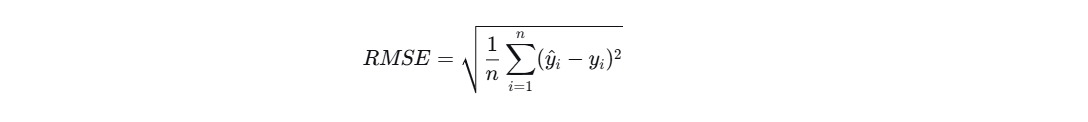 RMSE = \sqrt{\frac{1}{n} \sum_{i=1}^{n} (\hat{y}_i - y_i)^2}